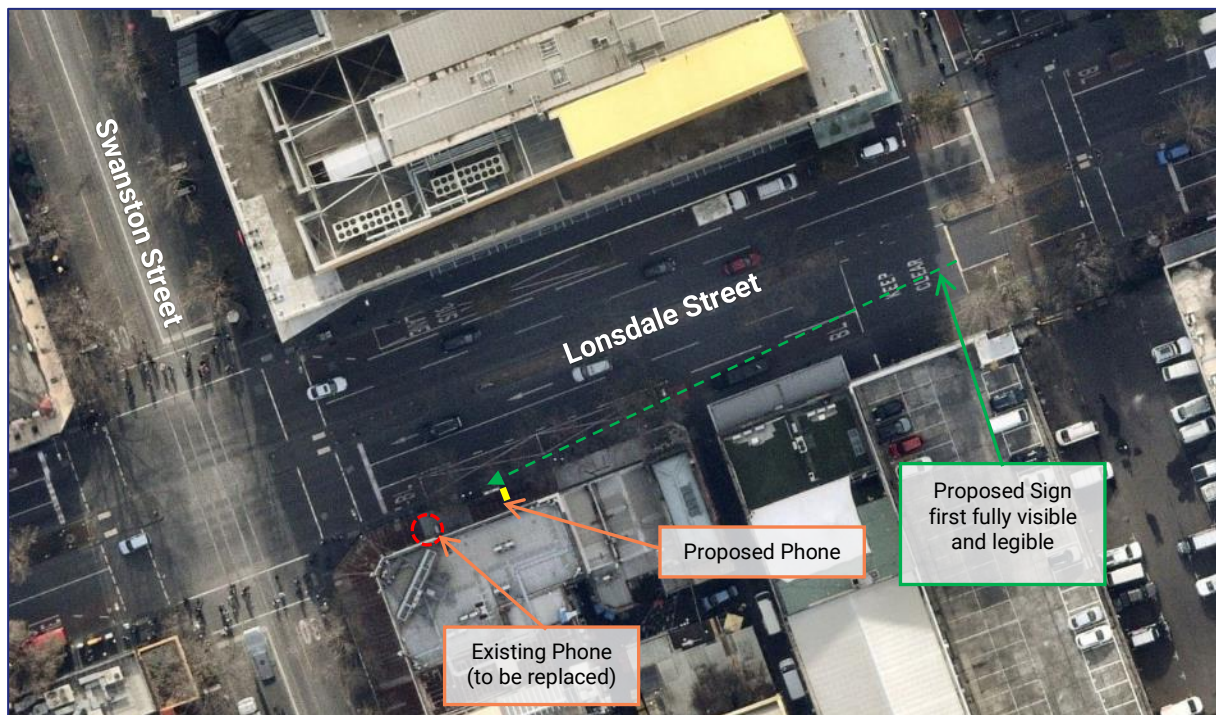 Swanston Street
Lonsdale Street
KEEP
CLEAR
BL
Proposed Sign
first fully visible
and legible
Proposed Phone
Existing Phone
(to be replaced)